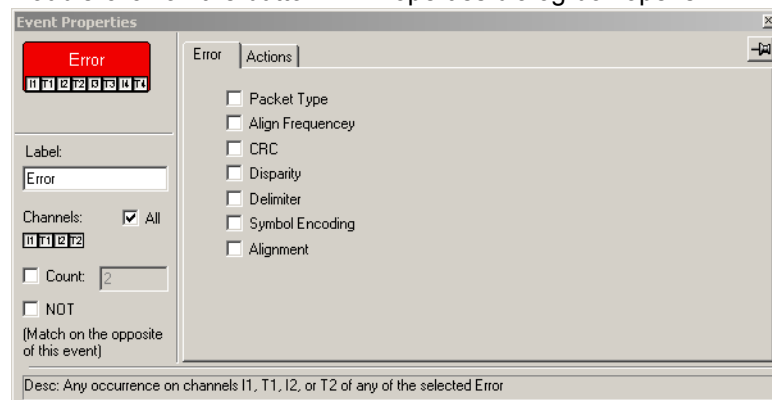 Event Properties
Error
I1 T1 I2 T2 I3 T3 I4 T4
Label:
Error
Channels: All
I1 T1 I2 T2
Count: 2
NOT
(Match on the opposite
of this event)
Error Actions
Packet Type
Align Frequencey
CRC
Disparity
Delimiter
Symbol Encoding
Alignment
Desc: Any occurrence on channels I1, T1, I2, or T2 of any of the selected Error